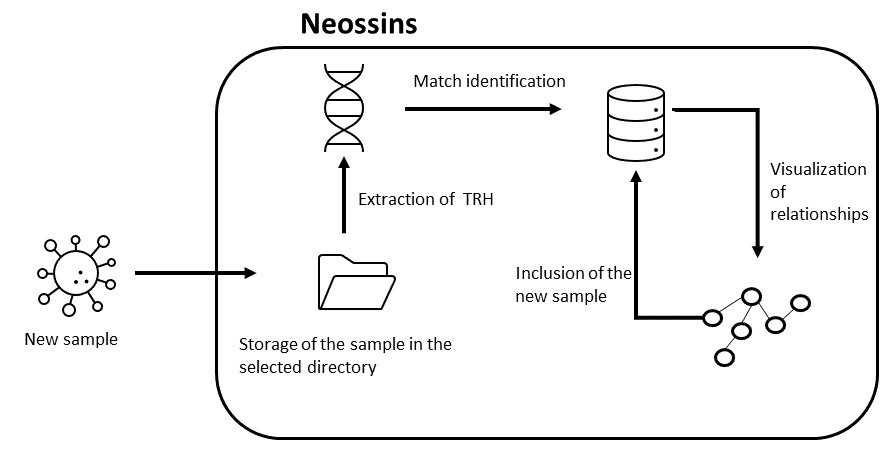 Neossins
Match identification
Visualization
of
relationships
Extraction of  TRH
Inclusion of the
new sample
New sample
Storage of the sample in the
selected directory